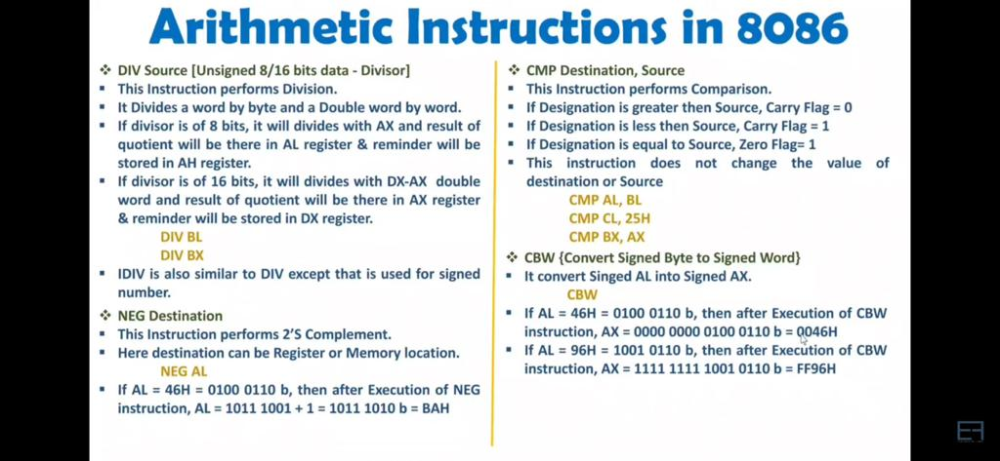 Arithmetic Instructions in 8086
❖ DIV Source [Unsigned 8/16 bits data - Divisor]
▪ This Instruction performs Division.
▪ It Divides a word by byte and a Double word by word.
▪ If divisor is of 8 bits, it will divides with AX and result of
quotient will be there in AL register & reminder will be
stored in AH register.
▪ If divisor is of 16 bits, it will divides with DX-AX double
word and result of quotient will be there in AX register
& reminder will be stored in DX register.
DIV BL
DIV BX
▪ IDIV is also similar to DIV except that is used for signed
number.
❖ NEG Destination
▪ This Instruction performs 2'S Complement.
▪ Here destination can be Register or Memory location.
NEG AL
▪ If AL = 46H = 0100 0110 b, then after Execution of NEG
instruction, AL = 1011 1001 + 1 = 1011 1010 b = BAH
❖ CMP Destination, Source
▪ This Instruction performs Comparison.
▪ If Designation is greater then Source, Carry Flag = 0
▪ If Designation is less then Source, Carry Flag = 1
▪ If Designation is equal to Source, Zero Flag= 1
▪ This instruction does not change the value of
destination or Source
CMP AL, BL
CMP CL, 25H
CMP BX, AX
❖ CBW {Convert Signed Byte to Signed Word}
▪ It convert Singed AL into Signed AX.
CBW
▪ If AL = 46H = 0100 0110 b, then after Execution of CBW
instruction, AX = 0000 0000 0100 0110 b = 0046H
▪ If AL = 96H = 1001 0110 b, then after Execution of CBW
instruction, AX = 1111 1111 1001 0110 b = FF96H